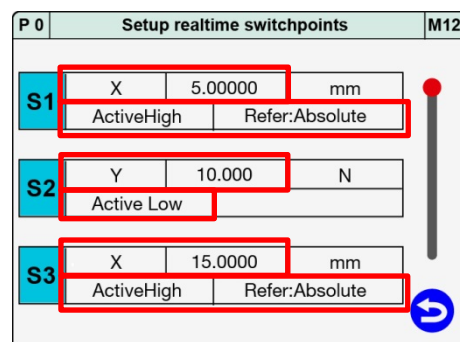 P 0 Setup realtime switchpoints M12
S1 X 5.00000 mm
ActiveHigh Refer:Absolute
S2 Y 10.000 N
Active Low
S3 X 15.0000 mm
ActiveHigh Refer:Absolute